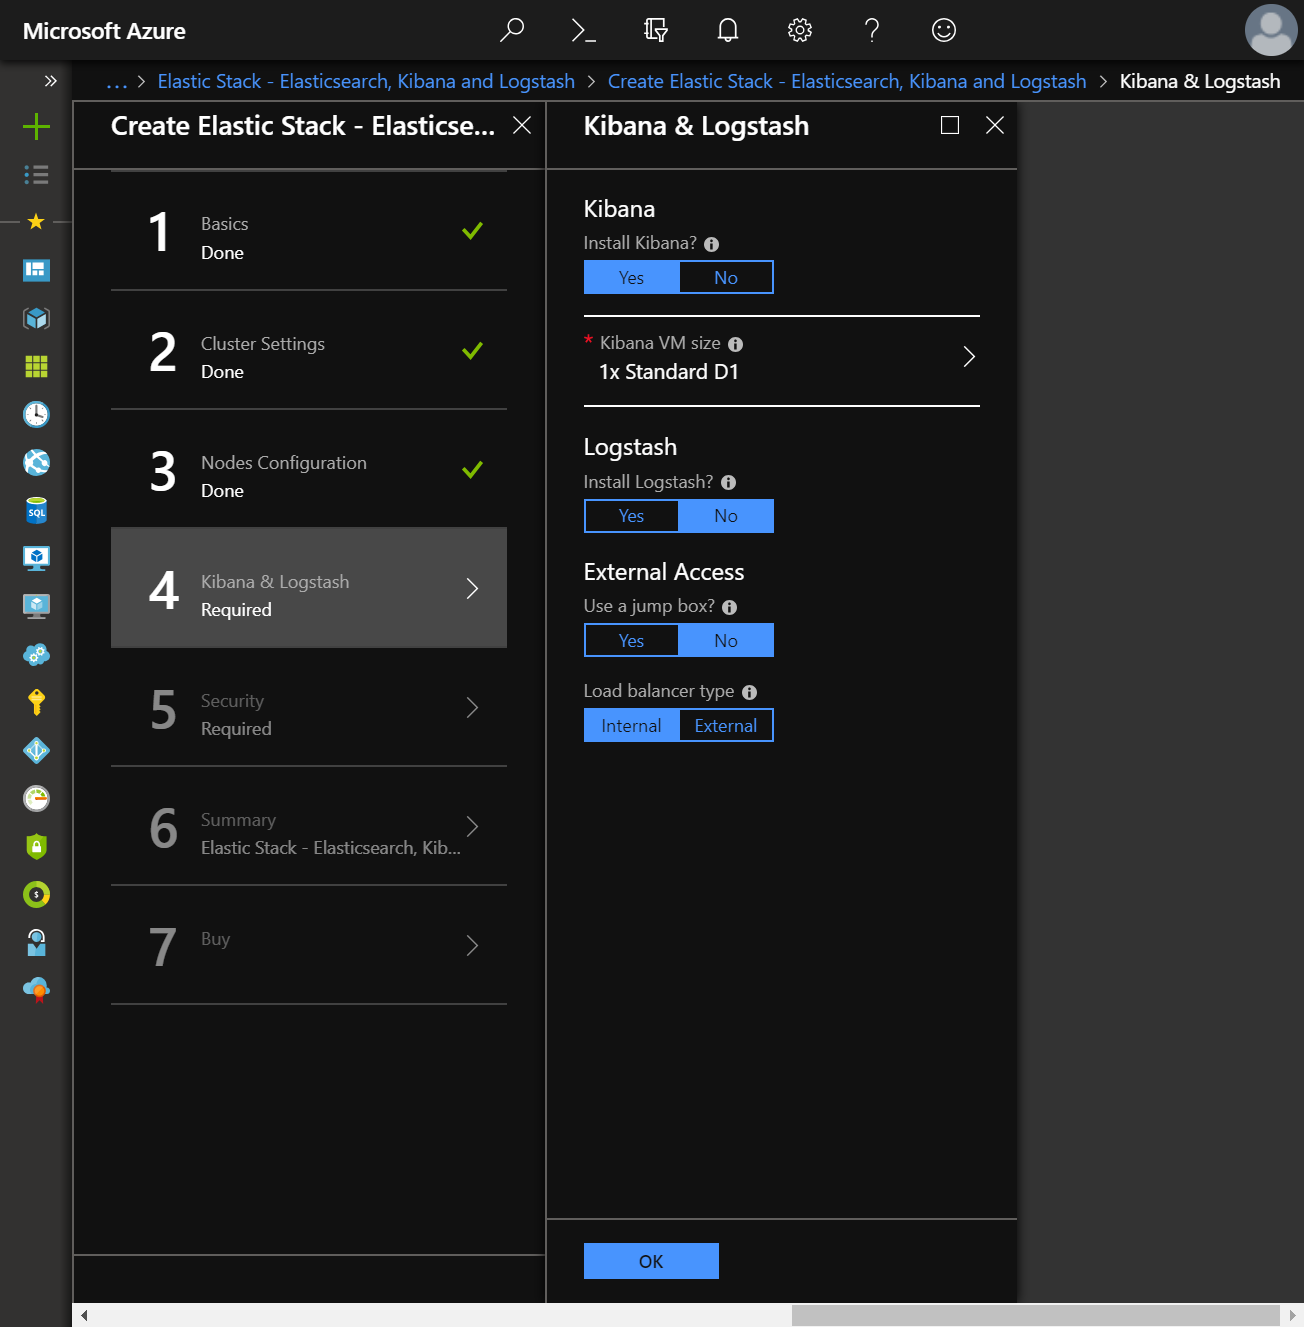 Microsoft Azure
... > Elastic Stack - Elasticsearch, Kibana and Logstash > Create Elastic Stack - Elasticsearch, Kibana and Logstash > Kibana & Logstash
Create Elastic Stack - Elasticse...
1
Basics
Done
2
Cluster Settings
Done
3
Nodes Configuration
Done
4
Kibana & Logstash
Required
5
Security
Required
6
Summary
Elastic Stack - Elasticsearch, Kib...
7
Buy
Kibana & Logstash
Kibana
Install Kibana?
Yes No
* Kibana VM size
1x Standard D1
Logstash
Install Logstash?
Yes No
External Access
Use a jump box?
Yes No
Load balancer type
Internal External
OK
SQL